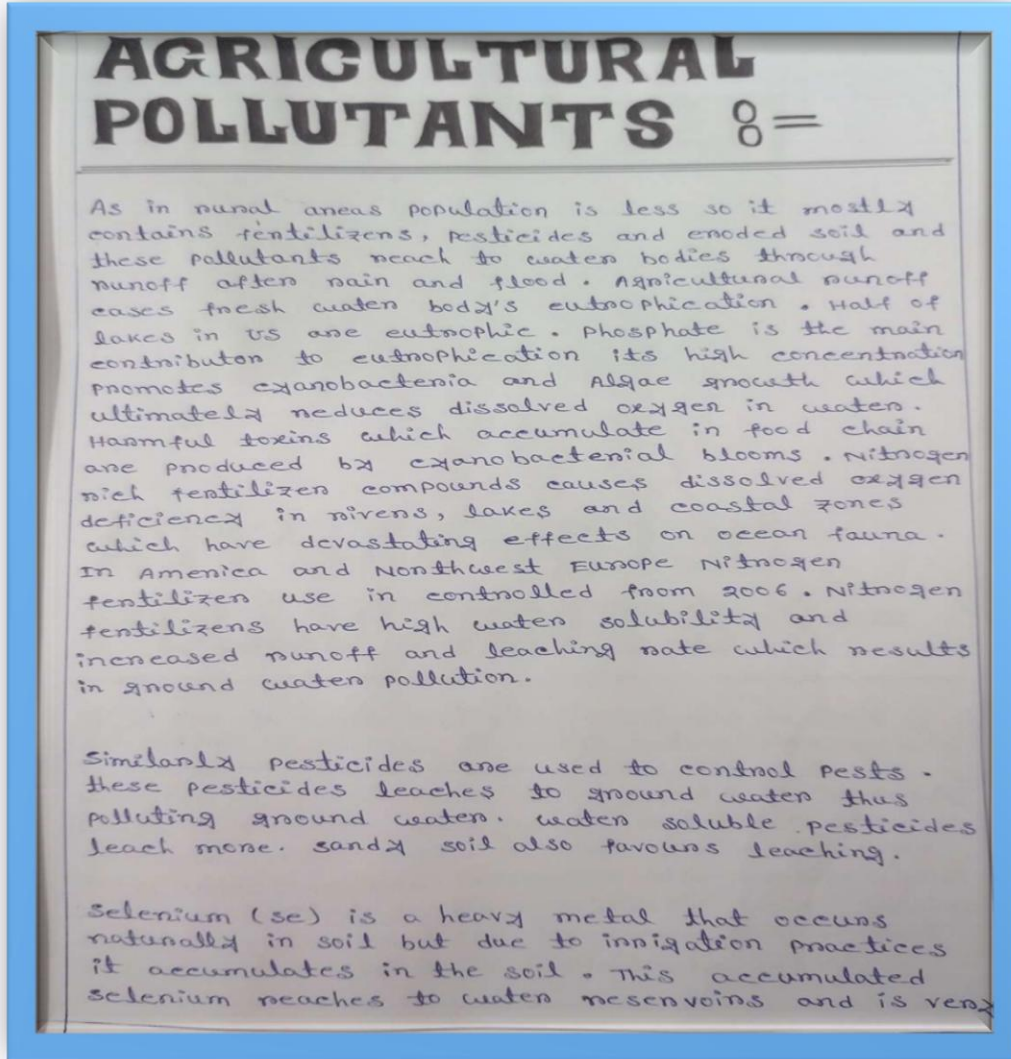 AGRICULTURAL
POLLUTANTS :=
As in rural areas population is less so it mostly
contains fertilizers, pesticides and eroded soil and
these pollutants reach to water bodies through
runoff after rain and flood. Agricultural runoff
cases fresh water body's eutrophication. Half of
lakes in US are eutrophic. Phosphate is the main
contributor to eutrophication its high concentration
promotes cyanobacteria and Algae growth which
ultimately reduces dissolved oxygen in water.
Harmful toxins which accumulate in food chain
are produced by cyanobacterial blooms. Nitrogen
rich fertilizer compounds causes dissolved oxygen
deficiency in rivers, lakes and coastal zones
which have devastating effects on ocean fauna.
In America and Northwest Europe Nitrogen
fertilizer use in controlled from 2006. Nitrogen
fertilizers have high water solubility and
increased runoff and leaching rate which results
in ground water pollution.
Similarly pesticides are used to control pests.
these pesticides leaches to ground water thus
polluting ground water. water soluble pesticides
leach more. sandy soil also favours leaching.
Selenium (se) is a heavy metal that occurs
naturally in soil but due to irrigation practices
it accumulates in the soil. This accumulated
selenium reaches to water reservoirs and is very